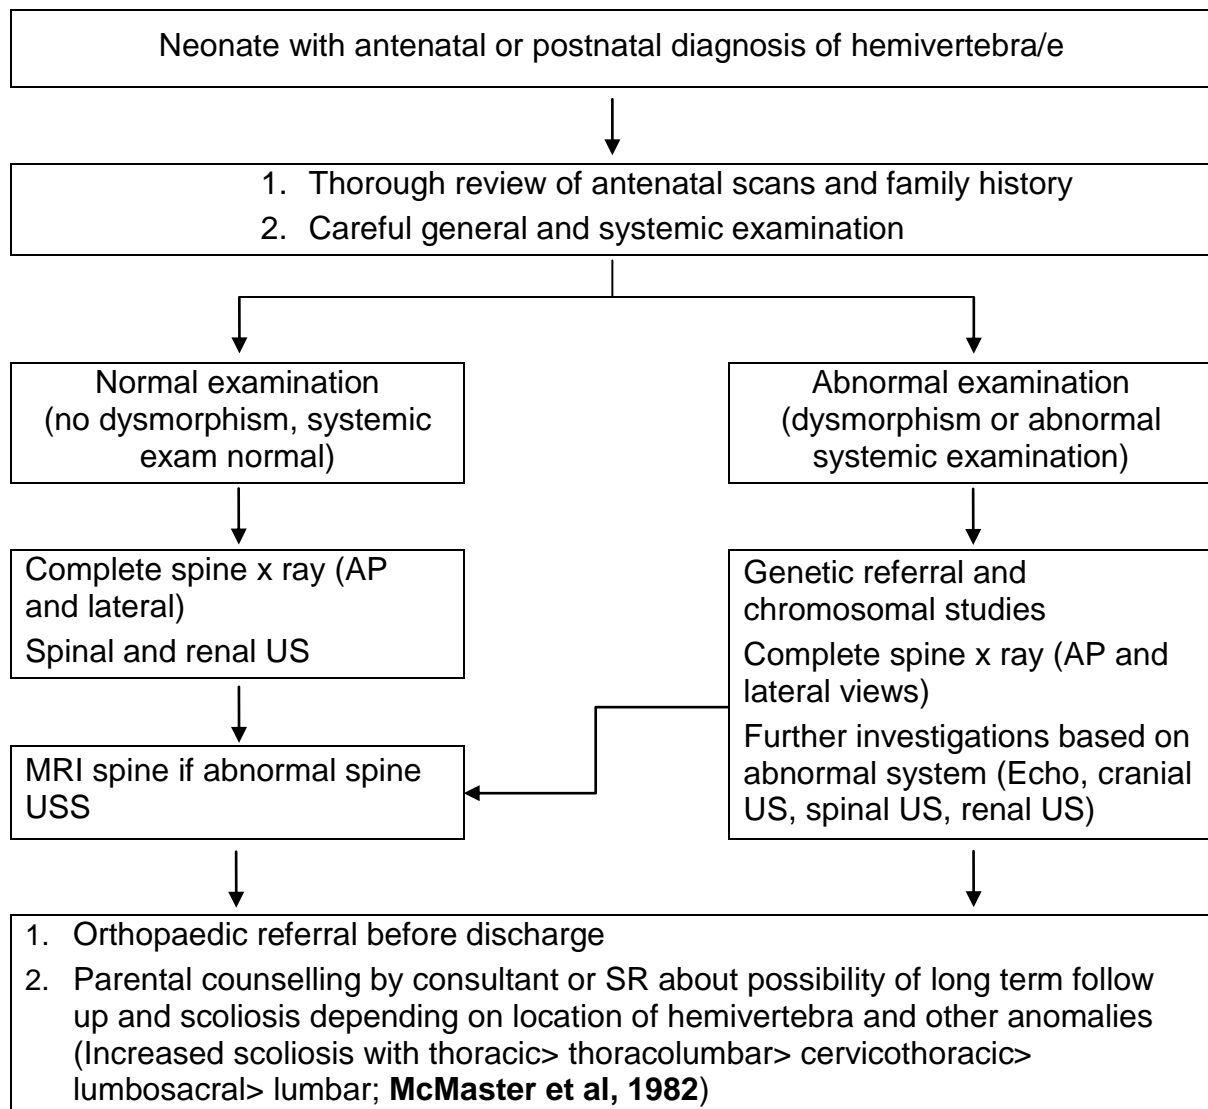 Neonate with antenatal or postnatal diagnosis of hemivertebra/e
1. Thorough review of antenatal scans and family history
2. Careful general and systemic examination
Normal examination
(no dysmorphism, systemic
exam normal)
Abnormal examination
(dysmorphism or abnormal
systemic examination)
Complete spine x ray (AP
and lateral)
Spinal and renal US
Genetic referral and
chromosomal studies
Complete spine x ray (AP and
lateral views)
Further investigations based on
abnormal system (Echo, cranial
US, spinal US, renal US)
MRI spine if abnormal spine
USS
1. Orthopaedic referral before discharge
2. Parental counselling by consultant or SR about possibility of long term follow
up and scoliosis depending on location of hemivertebra and other anomalies
(Increased scoliosis with thoracic> thoracolumbar> cervicothoracic>
lumbosacral> lumbar; McMaster et al, 1982)